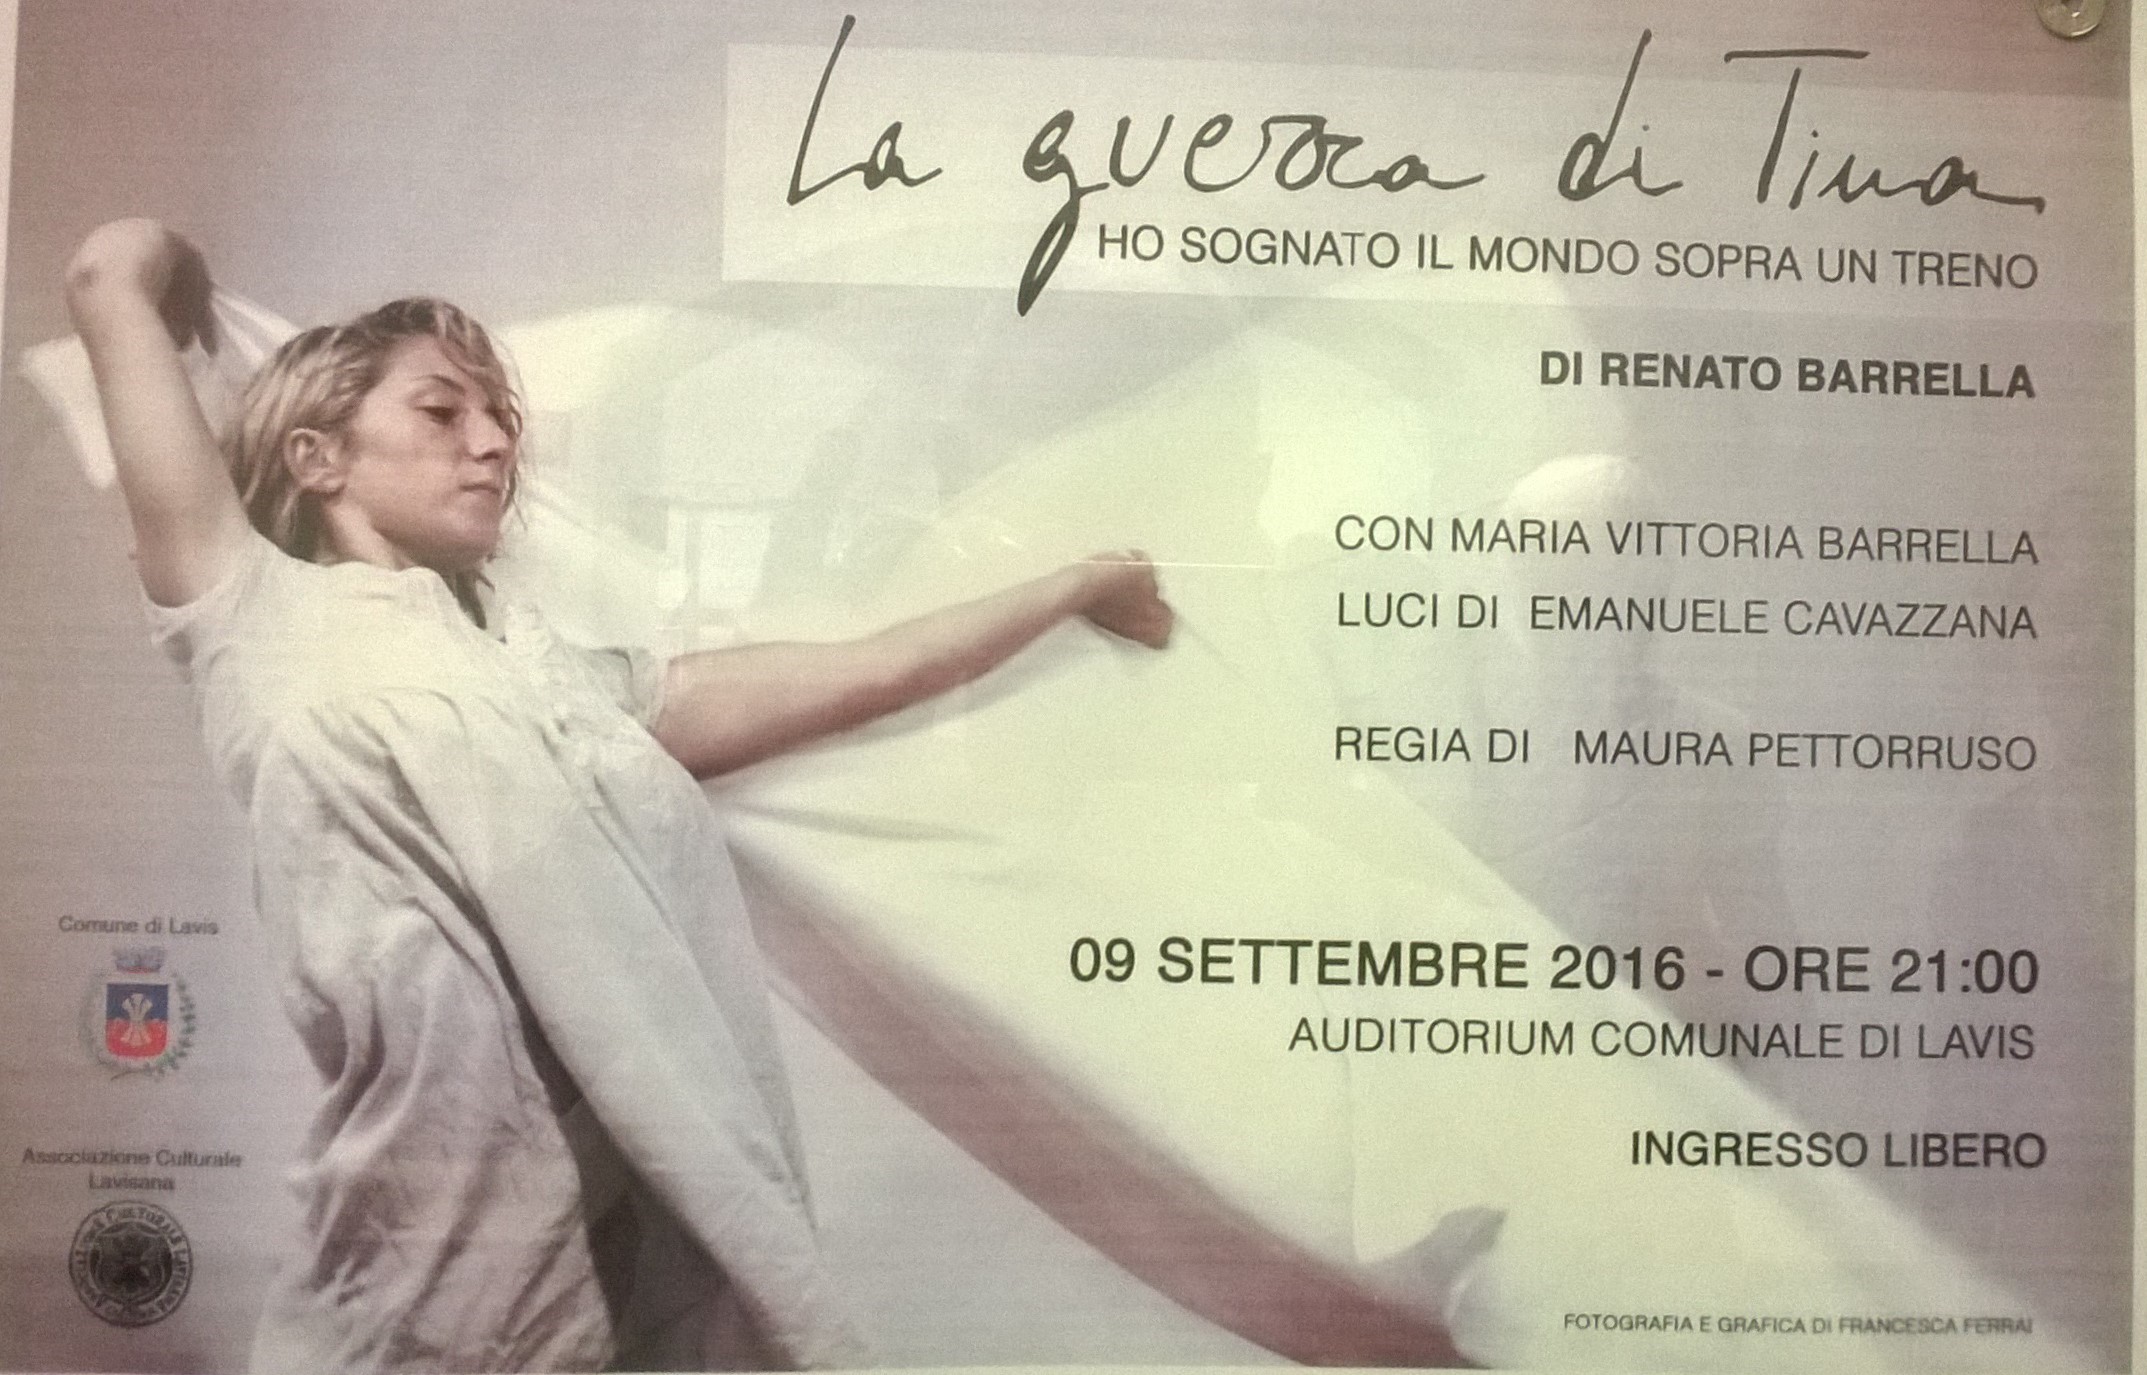 La guerra di Tina
HO SOGNATO IL MONDO SOPRA UN TRENO
DI RENATO BARRELLA
CON MARIA VITTORIA BARRELLA
LUCI DI EMANUELE CAVAZZANA
REGIA DI MAURA PETTORRUSO
09 SETTEMBRE 2016 - ORE 21:00
AUDITORIUM COMUNALE DI LAVIS
INGRESSO LIBERO
Comune di Lavis
Associazione Culturale
Lavisana
FOTOGRAFIA E GRAFICA DI FRANCESCA FERRAI